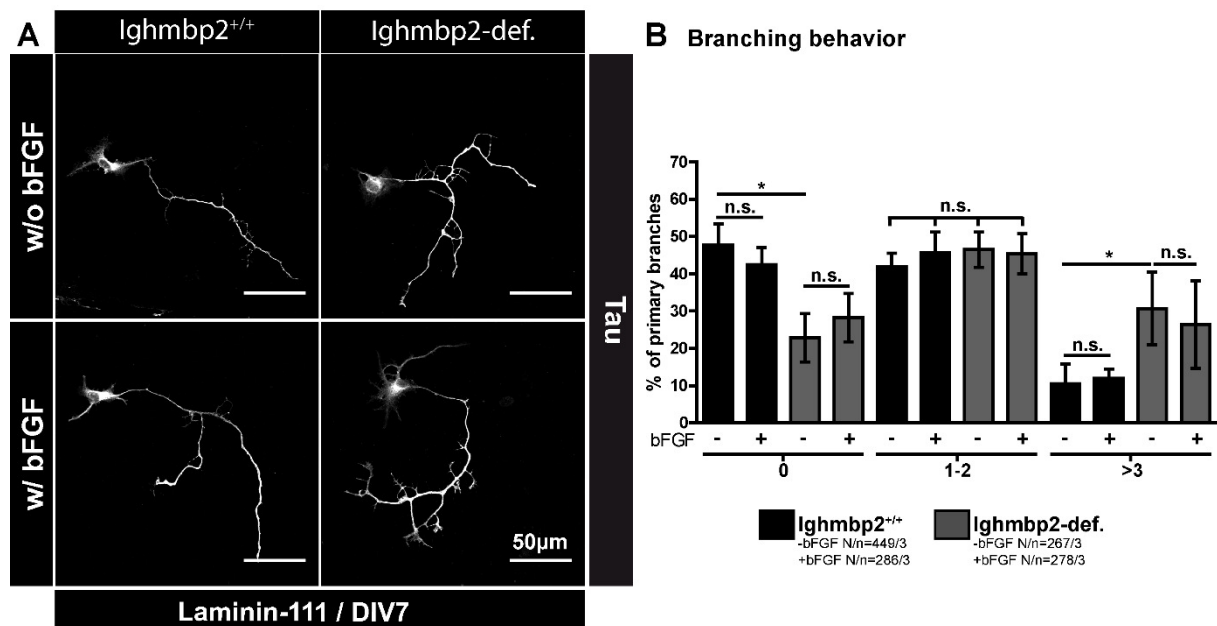 A
Ighmbp2+/+
Ighmbp2-def.
w/o bFGF
w/ bFGF
Tau
50µm
Laminin-111 / DIV7
B Branching behavior
% of primary branches
70
60
50
40
30
20
10
0
*
n.s.
n.s.
n.s.
*
n.s.
n.s.
bFGF - + - + - + - + - + - +
0 1-2 >3
Ighmbp2+/+
-bFGF N/n=449/3
+bFGF N/n=286/3
Ighmbp2-def.
-bFGF N/n=267/3
+bFGF N/n=278/3